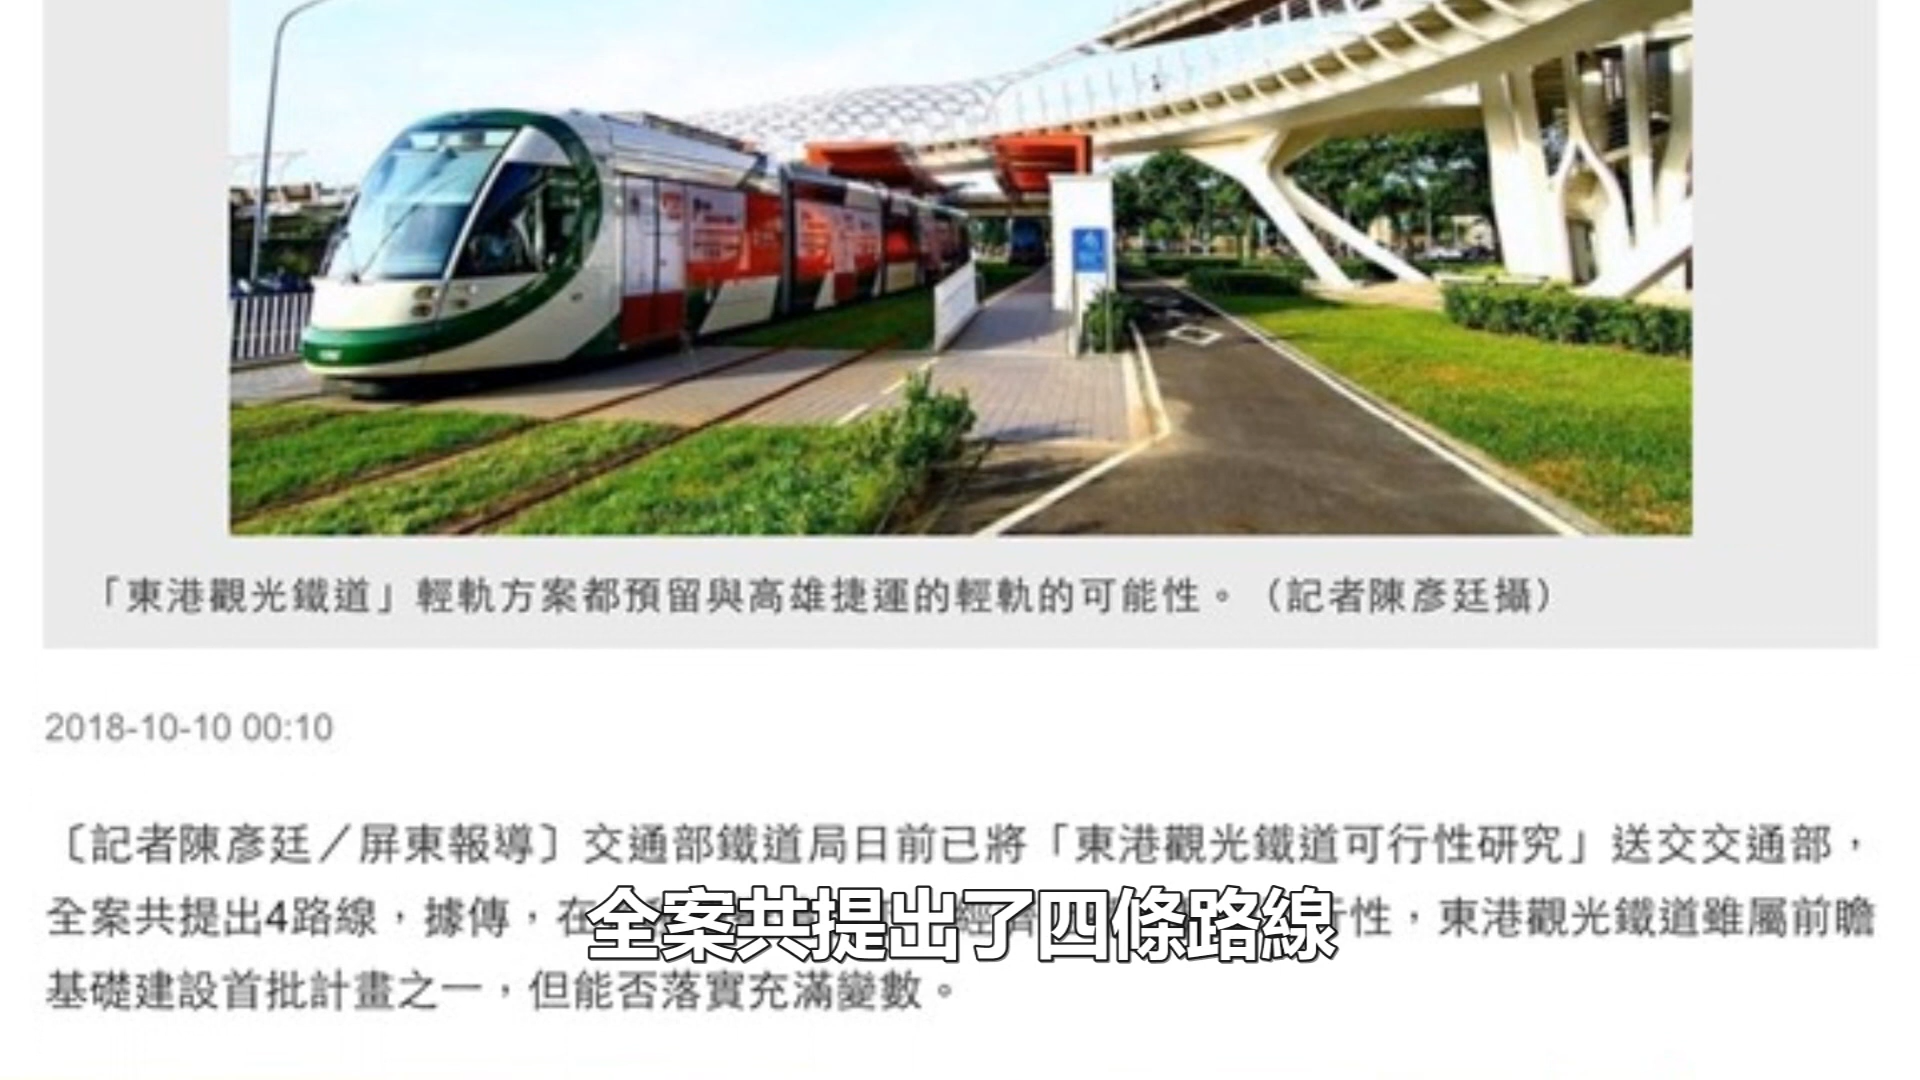 「東港觀光鐵道」輕軌方案都預留與高雄捷運的輕軌的可能性。（記者陳彥廷攝）
2018-10-10 00:10
〔記者陳彥廷／屏東報導〕交通部鐵道局日前已將「東港觀光鐵道可行性研究」送交交通部，
全案共提出4路線，據傳，在 行性，東港觀光鐵道雖屬前瞻
全案共提出了四條路線
基礎建設首批計畫之一，但能否落實充滿變數。